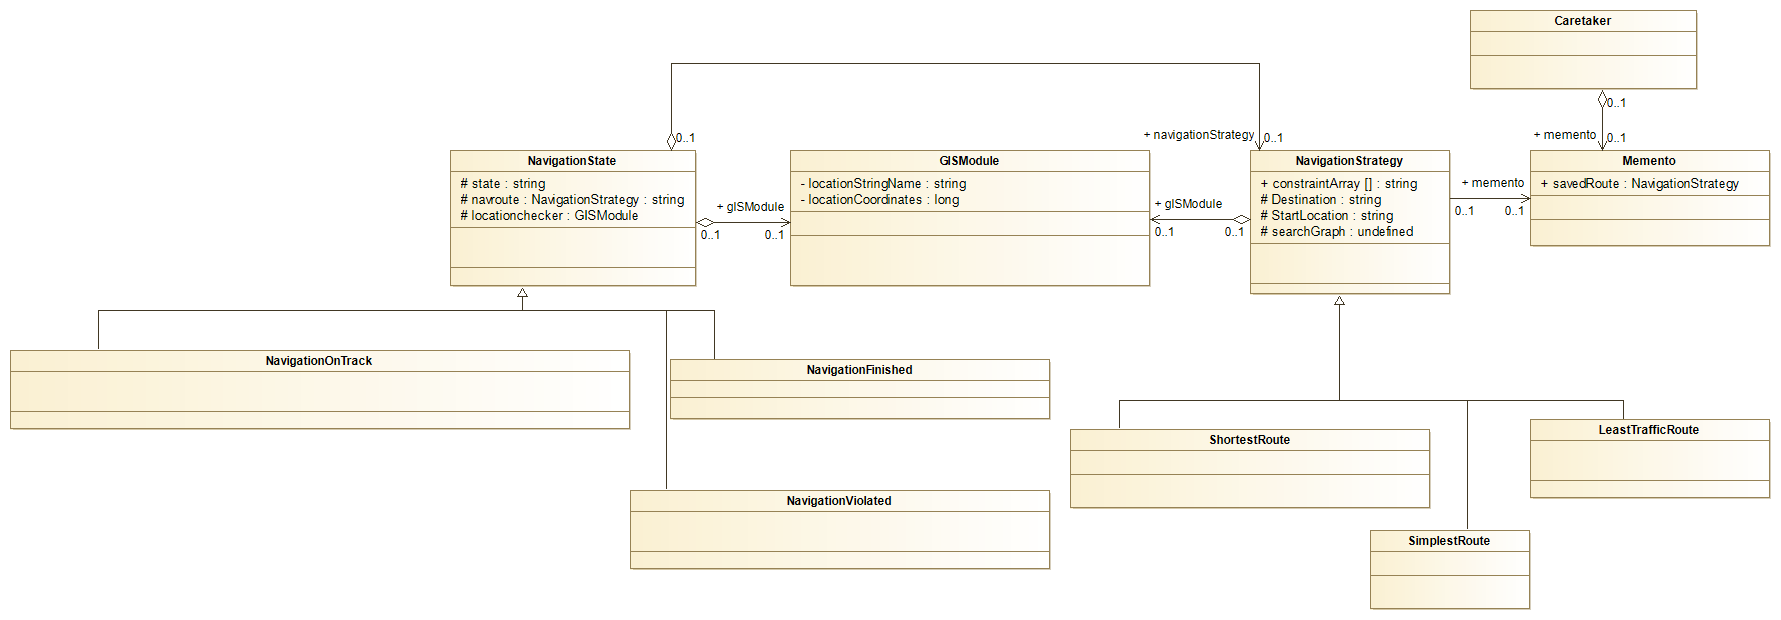 Caretaker
0..1
+ memento
0..1
0..1
+ navigationStrategy
0..1
NavigationState
# state : string
# navroute : NavigationStrategy : string
# locationchecker : GISModule
+ gISModule
0..1
0..1
GISModule
- locationStringName : string
- locationCoordinates : long
+ gISModule
0..1
0..1
NavigationStrategy
+ constraintArray [] : string
# Destination : string
# StartLocation : string
# searchGraph : undefined
+ memento
0..1
0..1
Memento
+ savedRoute : NavigationStrategy
NavigationOnTrack
NavigationFinished
NavigationViolated
ShortestRoute
LeastTrafficRoute
SimplestRoute